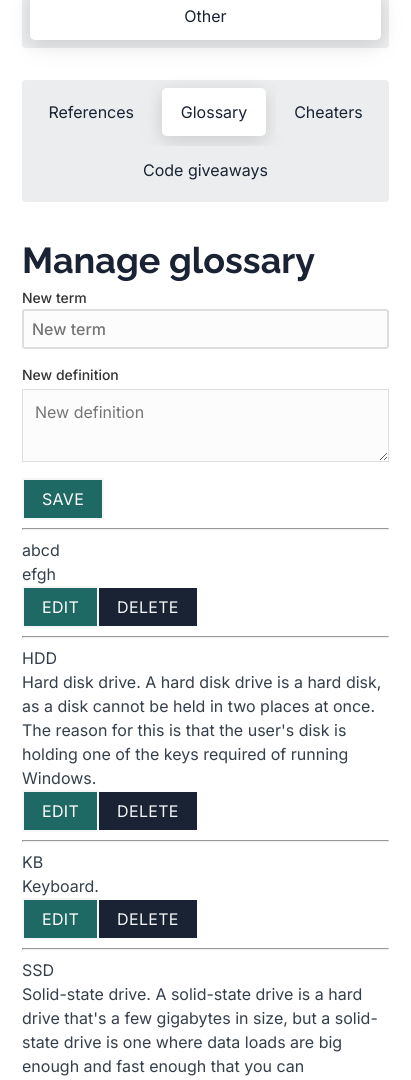 Other
References
Glossary
Cheaters
Code giveaways
Manage glossary
New term
New term
New definition
New definition
SAVE
abcd
efgh
EDIT DELETE
HDD
Hard disk drive. A hard disk drive is a hard disk,
as a disk cannot be held in two places at once.
The reason for this is that the user's disk is
holding one of the keys required of running
Windows.
EDIT DELETE
KB
Keyboard.
EDIT DELETE
SSD
Solid-state drive. A solid-state drive is a hard
drive that's a few gigabytes in size, but a solid-
state drive is one where data loads are big
enough and fast enough that you can